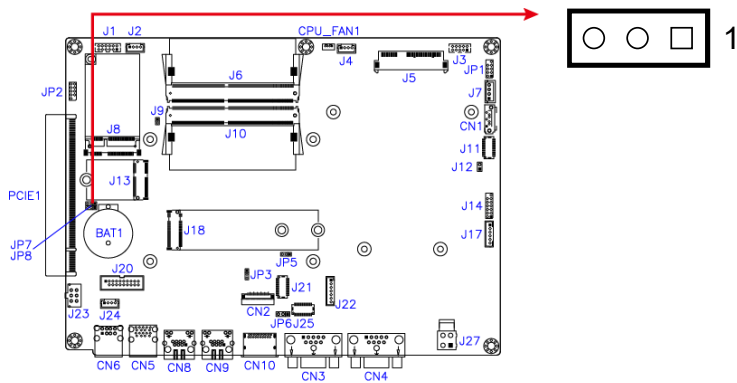 J1 J2 CPU_FAN1 1
J4 J3
J6 J5 JP1
JP2 J7
J9 CN1
J8 J10 J11
J12
J13
PCIE1 J14
BAT1 J18 J17
JP7 JP5
JP8
J20 JP3 J21
J22
J23 J24 CN2 JP6 J25 J27
CN6 CN5 CN8 CN9 CN10 CN3 CN4